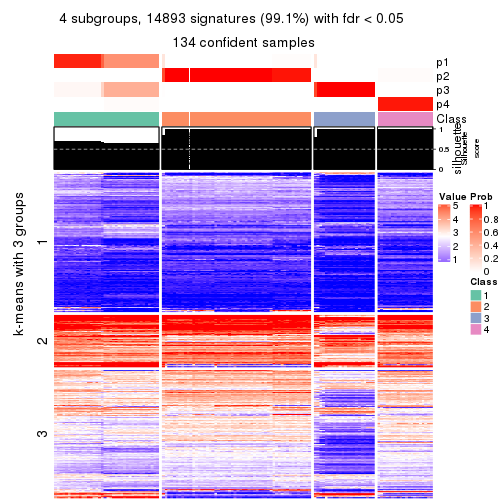 4 subgroups, 14893 signatures (99.1%) with fdr < 0.05
134 confident samples
p1
p2
p3
p4
Class
1
0.5
0
silhouette
Silhouette
score
k-means with 3 groups
1
2
3
Value
5
4
3
2
1
Prob
1
0.8
0.6
0.4
0.2
0
Class
1
2
3
4